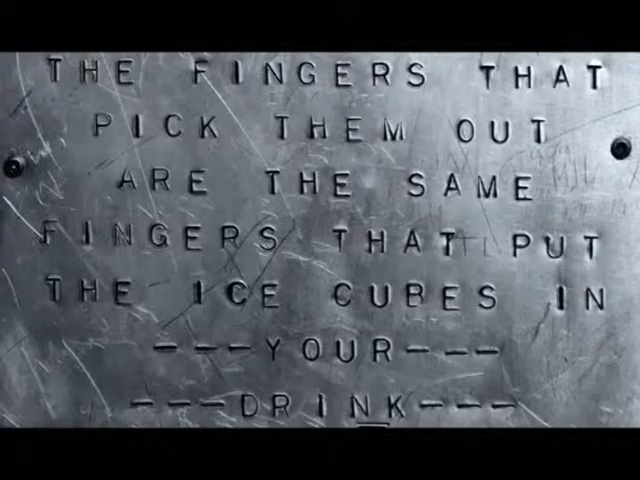 THE FINGERS THAT
PICK THEM OUT
ARE THE SAME
FINGERS THAT PUT
THE ICE CUBES IN
---YOUR---
---DRINK---